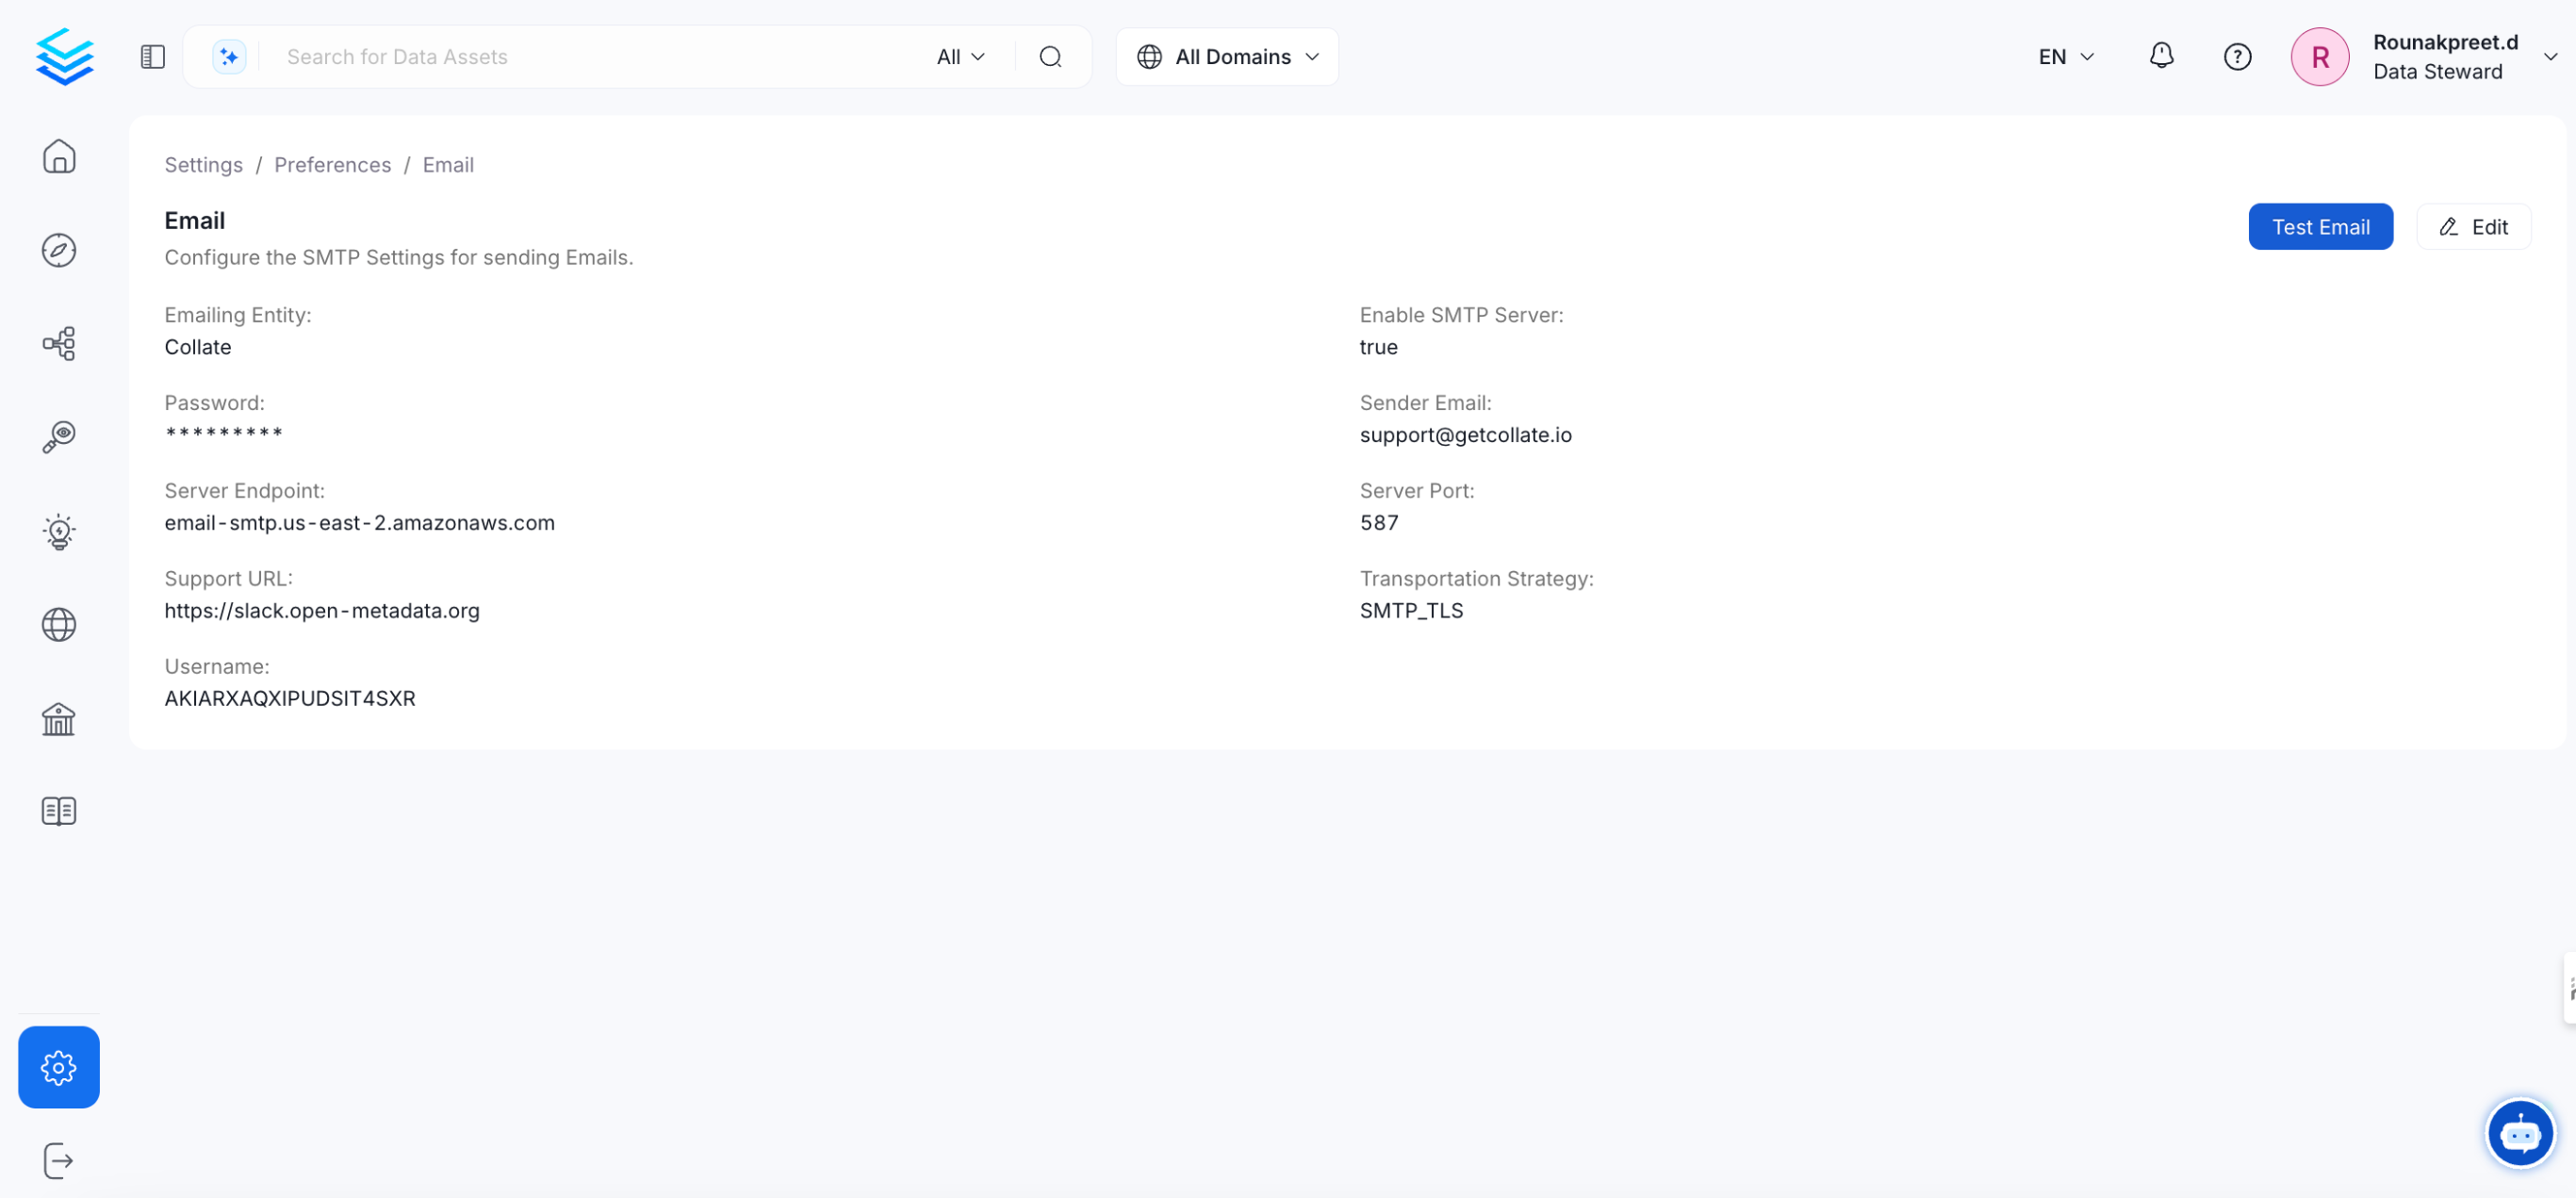 Search for Data Assets
All
All Domains
EN
R
Rounakpreet.d
Data Steward
Settings / Preferences / Email
Email
Test Email
Edit
Configure the SMTP Settings for sending Emails.
Emailing Entity:
Collate
Enable SMTP Server:
true
Password:
*********
Sender Email:
support@getcollate.io
Server Endpoint:
email-smtp.us-east-2.amazonaws.com
Server Port:
587
Support URL:
https://slack.open-metadata.org
Transportation Strategy:
SMTP_TLS
Username:
AKIARXAQXIPUDSIT4SXR